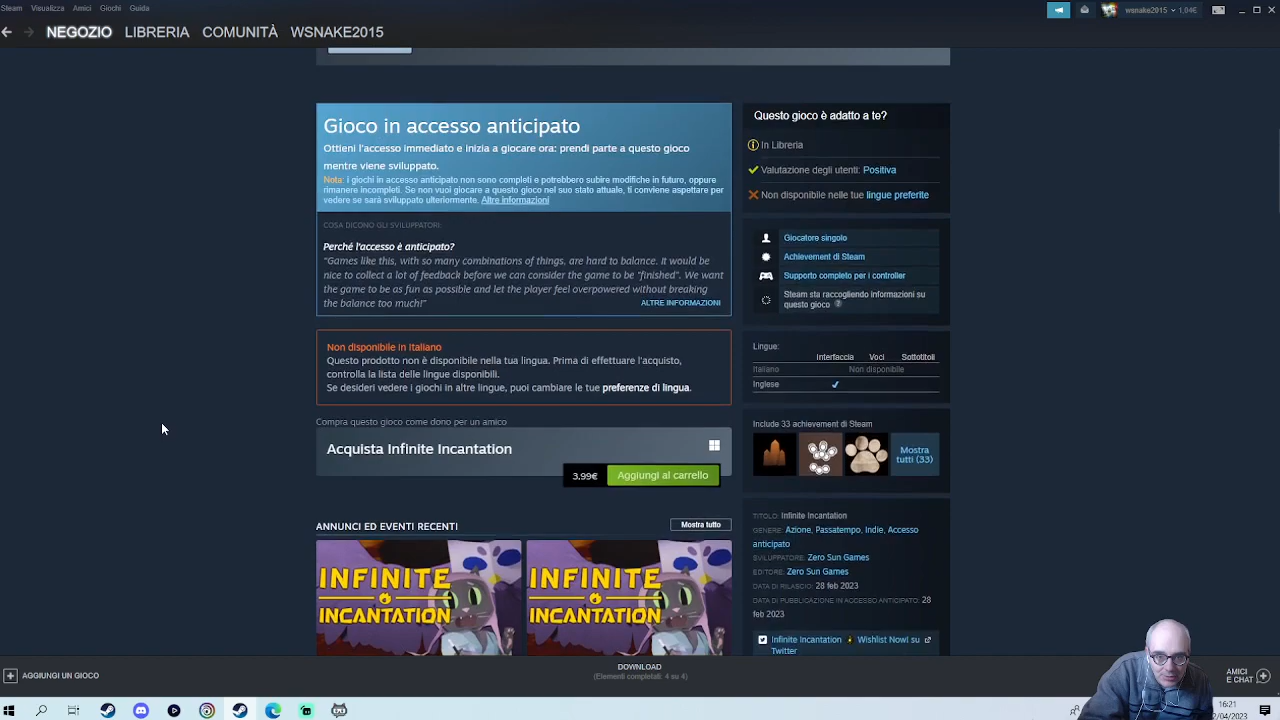 Steam Visualizza Amici Giochi Guida
wsnake2015 1,04€
NEGOZIO LIBRERIA COMUNITÀ WSNAKE2015
Gioco in accesso anticipato
Ottieni l'accesso immediato e inizia a giocare ora: prendi parte a questo gioco
mentre viene sviluppato.
Nota: i giochi in accesso anticipato non sono completi e potrebbero subire modifiche in futuro, oppure
rimanere incompleti. Se non vuoi giocare a questo gioco nel suo stato attuale, ti conviene aspettare per
vedere se sarà sviluppato ulteriormente. Altre informazioni
COSA DICONO GLI SVILUPPATORI:
Perché l'accesso è anticipato?
"Games like this, with so many combinations of things, are hard to balance. It would be
nice to collect a lot of feedback before we can consider the game to be "finished". We want
the game to be as fun as possible and let the player feel overpowered without breaking
the balance too much!"
ALTRE INFORMAZIONI
Non disponibile in Italiano
Questo prodotto non è disponibile nella tua lingua. Prima di effettuare l'acquisto,
controlla la lista delle lingue disponibili.
Se desideri vedere i giochi in altre lingue, puoi cambiare le tue preferenze di lingua.
Compra questo gioco come dono per un amico
Acquista Infinite Incantation
3,99€ Aggiungi al carrello
ANNUNCI ED EVENTI RECENTI Mostra tutto
INFINITE
INCANTATION
INFINITE
INCANTATION
Questo gioco è adatto a te?
In Libreria
Valutazione degli utenti: Positiva
Non disponibile nelle tue lingue preferite
Giocatore singolo
Achievement di Steam
Supporto completo per i controller
Steam sta raccogliendo informazioni su
questo gioco ?
Lingue:
Interfaccia Voci Sottotitoli
Italiano Non disponibile
Inglese ✔
Include 33 achievement di Steam
Mostra
tutti (33)
TITOLO: Infinite Incantation
GENERE: Azione, Passatempo, Indie, Accesso
anticipato
SVILUPPATORE: Zero Sun Games
EDITORE: Zero Sun Games
DATA DI RILASCIO: 28 feb 2023
DATA DI PUBBLICAZIONE IN ACCESSO ANTICIPATO: 28
feb 2023
Infinite Incantation Wishlist Now! su
Twitter
AGGIUNGI UN GIOCO
DOWNLOAD
(Elementi completati: 4 su 4)
AMICI
E CHAT
16:21
/04/2023